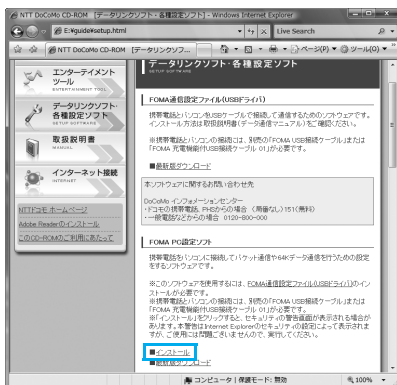 NTT DoCoMo CD-ROM [データリンクソフト・各種設定ソフト] - Windows Internet Explorer
E:¥guide¥setup.html
Live Search
NTT DoCoMo CD-ROM [データリンクソフ...
ページ(P)
ツール(O)
エンターテイメント
ツール
ENTERTAINMENT TOOL
データリンクソフト・
各種設定ソフト
SETUP SOFTWARE
取扱説明書
MANUAL
インターネット接続
INTERNET
NTTドコモ ホームページ
Adobe Readerのインストール
このCD-ROMのご利用にあたって
データリンクソフト・各種設定ソフト
SETUP SOFTWARE
FOMA通信設定ファイル(USBドライバ)
携帯電話とパソコンをUSBケーブルで接続して通信するためのソフトウェアです。
インストール方法は取扱説明書(データ通信マニュアル)をご確認ください。
※携帯電話とパソコンの接続には、別売の「FOMA USB接続ケーブル」または
「FOMA 充電機能付USB接続ケーブル 01」が必要です。
■最新版ダウンロード
本ソフトウェアに関するお問い合わせ先
DoCoMo インフォメーションセンター
・ドコモの携帯電話、PHSからの場合 (局番なし)151(無料)
・一般電話などからの場合 0120-800-000
FOMA PC設定ソフト
携帯電話をパソコンに接続してパケット通信や64Kデータ通信を行うための設定
をするソフトウェアです。
※このソフトウェアを使用するには、FOMA通信設定ファイル(USBドライバ)のイン
ストールが必要です。
※携帯電話とパソコンの接続には、別売の「FOMA USB接続ケーブル」または
「FOMA 充電機能付USB接続ケーブル 01」が必要です。
※「インストール」をクリックすると、セキュリティの警告画面が表示される場合が
あります。本警告はInternet Explorerのセキュリティの設定によって表示されま
すが、ご使用には問題ございませんので、実行してください。
■インストール
■最新版ダウンロード
コンピュータ | 保護モード: 無効
100%